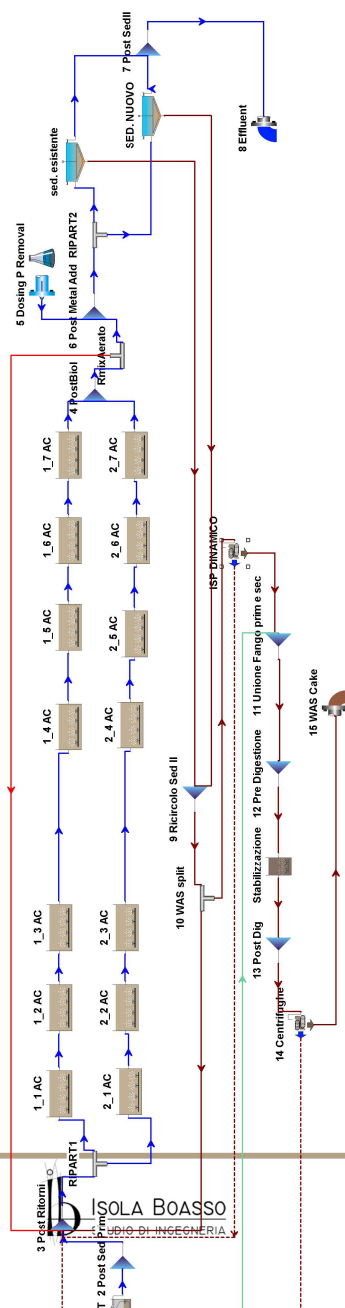 7 Post SedII
SED. NUOVO
8 Effluent
sed. esistente
RIPART2
5 Dosing P Removal
6 Post Metal Add
RmixAerato
4 PostBiol
1_7 AC
2_7 AC
1_6 AC
2_6 AC
ISP DINAMICO
1_5 AC
2_5 AC
11 Unione Fango prim e sec
1_4 AC
2_4 AC
15 WAS Cake
12 Pre Digestione
9 Ricircolo Sed II
Stabilizzazione
10 WAS split
1_3 AC
2_3 AC
13 Post Dig
1_2 AC
2_2 AC
14 Centrifughe
1_1 AC
2_1 AC
RIPART1
3 Post Ritorni
ISOLA BOASSO
STUDIO DI INGEGNERIA
2 Post Sed Prim
T